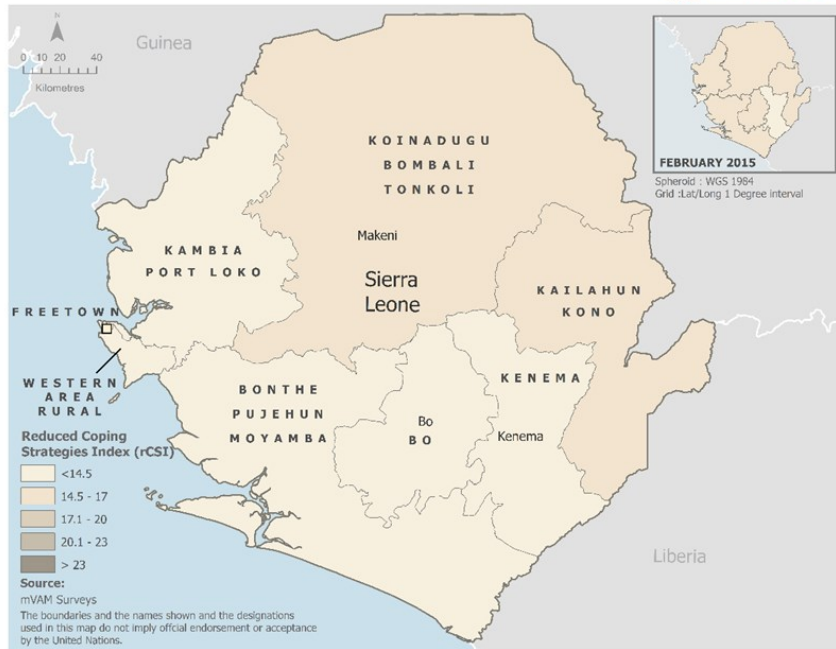 N
Guinea
0 10 20 40
Kilometres
FEBRUARY 2015
Spheroid : WGS 1984
Grid :Lat/Long 1 Degree interval
KOINADUGU
BOMBALI
TONKOLI
Makeni
KAMBIA
PORT LOKO
Sierra
Leone
KAILAHUN
KONO
FREETOWN
WESTERN
AREA
RURAL
BONTHE
PUJEHUN
MOYAMBA
KENEMA
Bo
BO
Kenema
Liberia
Reduced Coping
Strategies Index (rCSI)
<14.5
14.5 - 17
17.1 - 20
20.1 - 23
> 23
Source:
mVAM Surveys
The boundaries and the names shown and the designations
used in this map do not imply offcial endorsement or acceptance
by the United Nations.